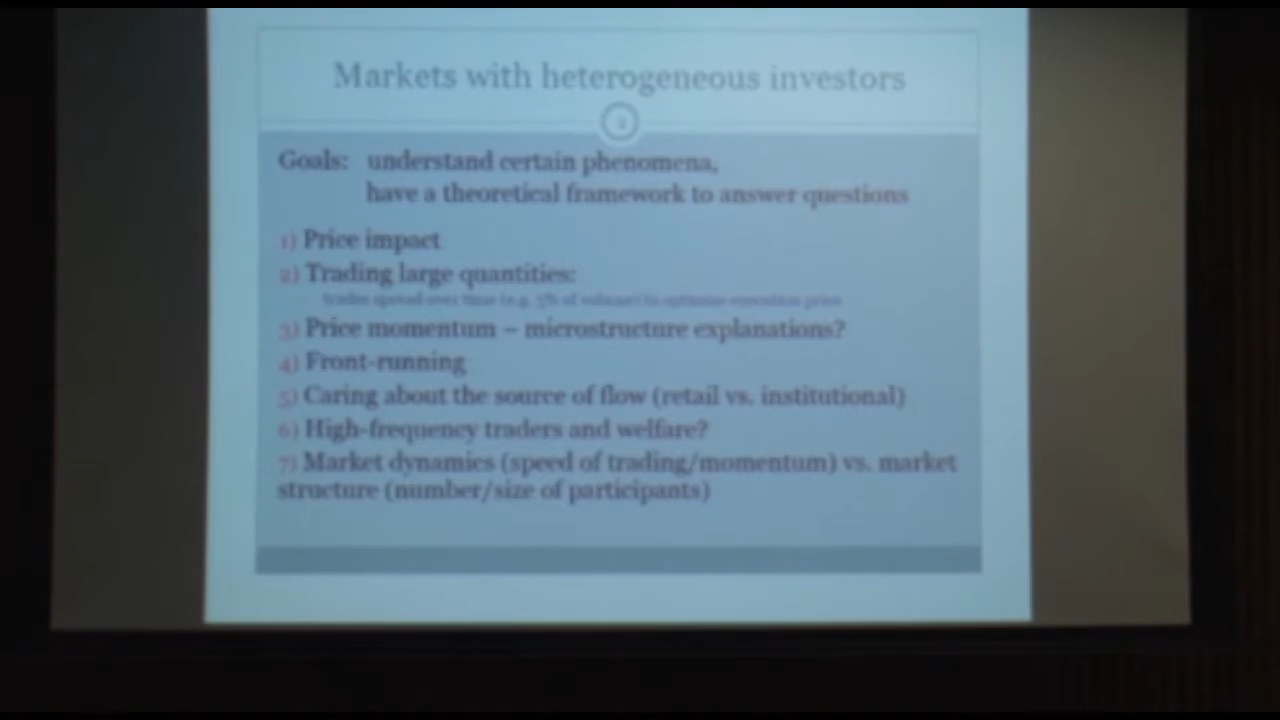 Markets with heterogeneous investors
2
Goals: understand certain phenomena,
have a theoretical framework to answer questions
1) Price impact
2) Trading large quantities:
trades spread over time (e.g. 5% of volume) to optimize execution price
3) Price momentum – microstructure explanations?
4) Front-running
5) Caring about the source of flow (retail vs. institutional)
6) High-frequency traders and welfare?
7) Market dynamics (speed of trading/momentum) vs. market
structure (number/size of participants)